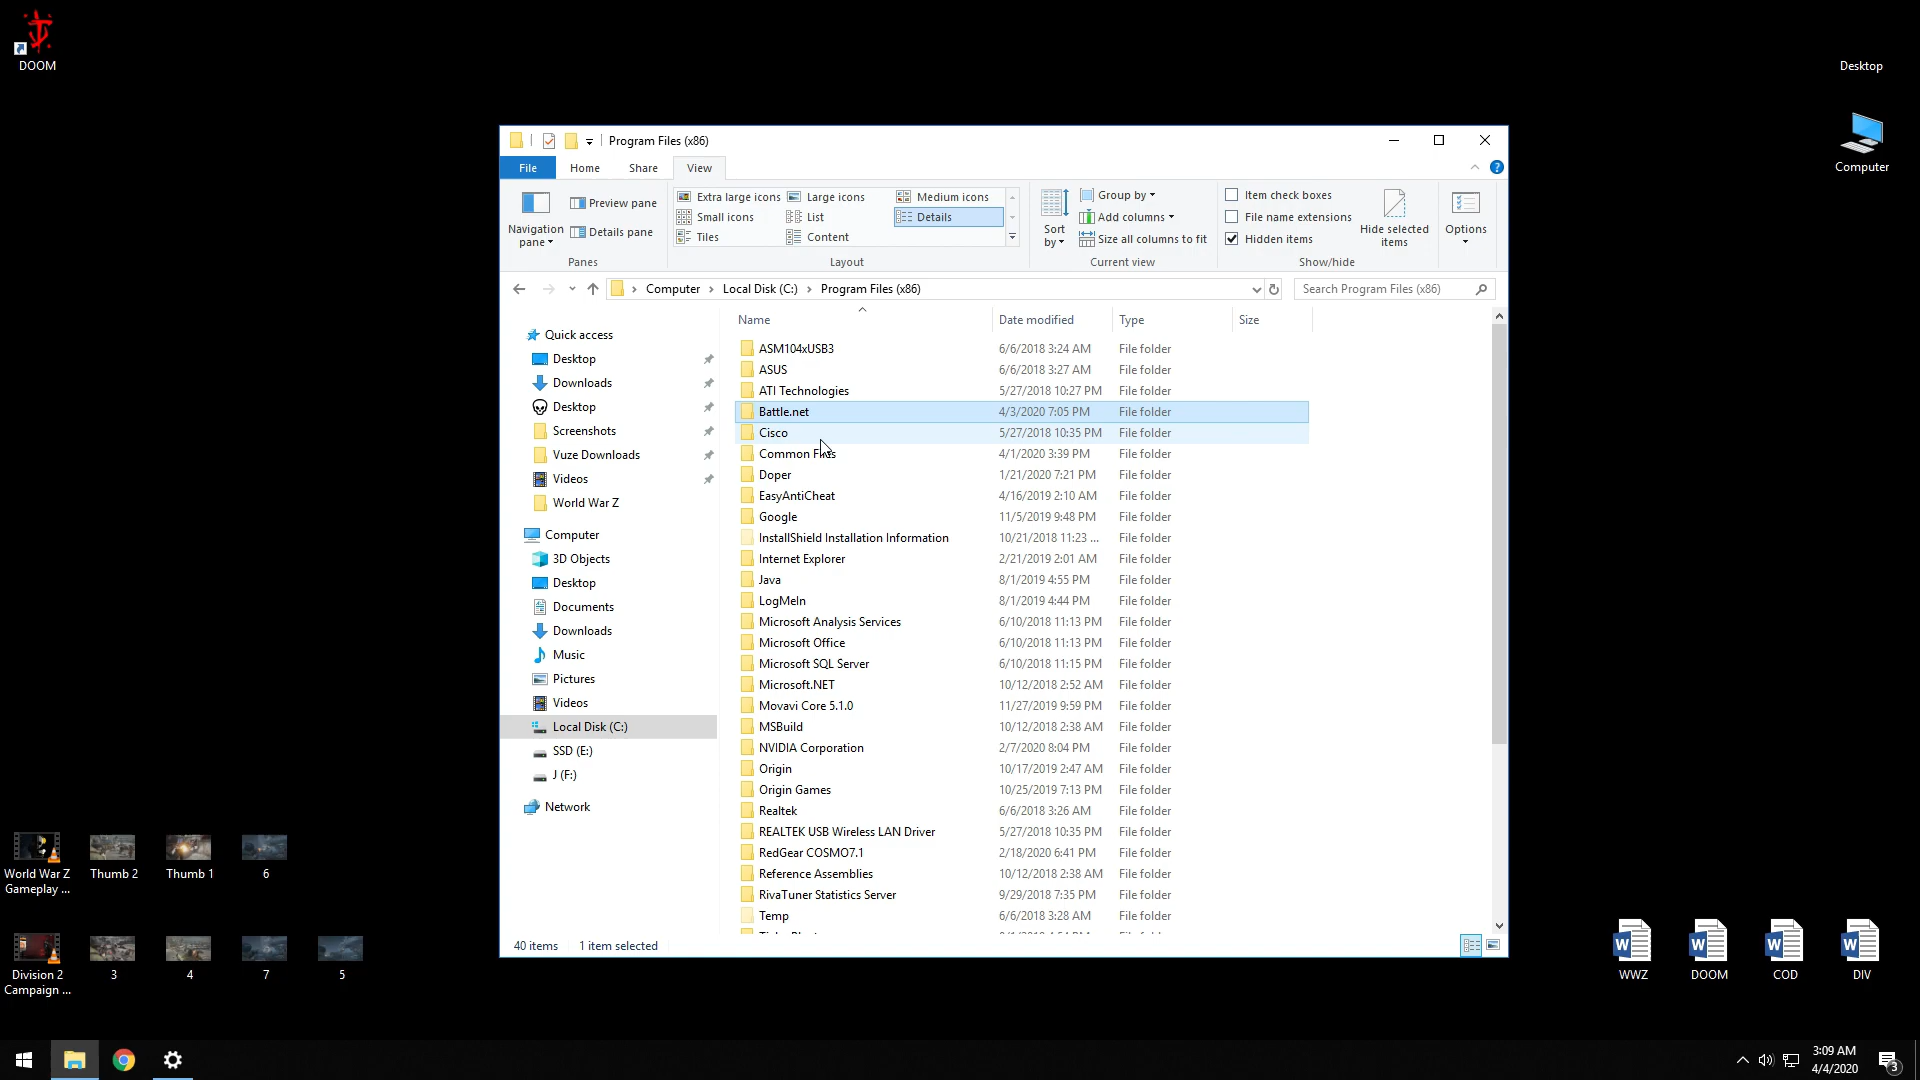 DOOM
Desktop
Computer
Program Files (x86)
File
Home
Share
View
Navigation pane
Preview pane
Details pane
Panes
Extra large icons
Large icons
Medium icons
Small icons
List
Details
Tiles
Content
Layout
Sort by
Group by
Add columns
Size all columns to fit
Current view
Item check boxes
File name extensions
Hidden items
Hide selected items
Show/hide
Options
Computer
Local Disk (C:)
Program Files (x86)
Search Program Files (x86)
Quick access
Desktop
Downloads
Desktop
Screenshots
Vuze Downloads
Videos
World War Z
Computer
3D Objects
Desktop
Documents
Downloads
Music
Pictures
Videos
Local Disk (C:)
SSD (E:)
J (F:)
Network
Name Date modified Type Size
ASM104xUSB3 6/6/2018 3:24 AM File folder
ASUS 6/6/2018 3:27 AM File folder
ATI Technologies 5/27/2018 10:27 PM File folder
Battle.net 4/3/2020 7:05 PM File folder
Cisco 5/27/2018 10:35 PM File folder
Common Files 4/1/2020 3:39 PM File folder
Doper 1/21/2020 7:21 PM File folder
EasyAntiCheat 4/16/2019 2:10 AM File folder
Google 11/5/2019 9:48 PM File folder
InstallShield Installation Information 10/21/2018 11:23 ... File folder
Internet Explorer 2/21/2019 2:01 AM File folder
Java 8/1/2019 4:55 PM File folder
LogMeIn 8/1/2019 4:44 PM File folder
Microsoft Analysis Services 6/10/2018 11:13 PM File folder
Microsoft Office 6/10/2018 11:13 PM File folder
Microsoft SQL Server 6/10/2018 11:15 PM File folder
Microsoft.NET 10/12/2018 2:52 AM File folder
Movavi Core 5.1.0 11/27/2019 9:59 PM File folder
MSBuild 10/12/2018 2:38 AM File folder
NVIDIA Corporation 2/7/2020 8:04 PM File folder
Origin 10/17/2019 2:47 AM File folder
Origin Games 10/25/2019 7:13 PM File folder
Realtek 6/6/2018 3:26 AM File folder
REALTEK USB Wireless LAN Driver 5/27/2018 10:35 PM File folder
RedGear COSMO7.1 2/18/2020 6:41 PM File folder
Reference Assemblies 10/12/2018 2:38 AM File folder
RivaTuner Statistics Server 9/29/2018 7:35 PM File folder
Temp 6/6/2018 3:28 AM File folder
40 items 1 item selected
World War Z Gameplay ...
Thumb 2
Thumb 1
6
Division 2 Campaign ...
3
4
7
5
WWZ
DOOM
COD
DIV
3:09 AM
4/4/2020
3